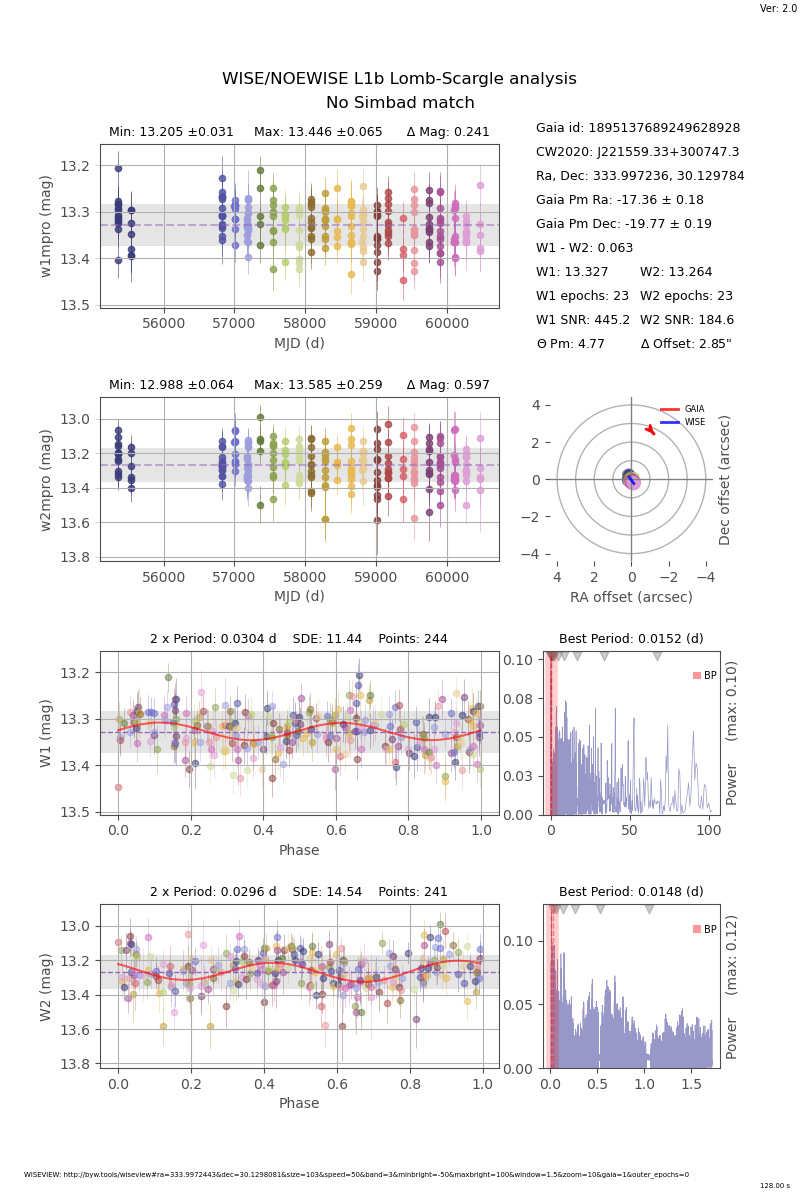 Ver: 2.0
WISE/NOEWISE L1b Lomb-Scargle analysis
No Simbad match
Min: 13.205 ±0.031 Max: 13.446 ±0.065 Δ Mag: 0.241
13.2
13.3
13.4
13.5
w1mpro (mag)
56000 57000 58000 59000 60000
MJD (d)
Gaia id: 1895137689249628928
CW2020: J221559.33+300747.3
Ra, Dec: 333.997236, 30.129784
Gaia Pm Ra: -17.36 ± 0.18
Gaia Pm Dec: -19.77 ± 0.19
W1 - W2: 0.063
W1: 13.327 W2: 13.264
W1 epochs: 23 W2 epochs: 23
W1 SNR: 445.2 W2 SNR: 184.6
Θ Pm: 4.77 Δ Offset: 2.85"
Min: 12.988 ±0.064 Max: 13.585 ±0.259 Δ Mag: 0.597
13.0
13.2
13.4
13.6
13.8
w2mpro (mag)
56000 57000 58000 59000 60000
MJD (d)
GAIA
WISE
4
2
0
−2
−4
4 2 0 −2 −4
RA offset (arcsec)
Dec offset (arcsec)
2 x Period: 0.0304 d SDE: 11.44 Points: 244
13.2
13.3
13.4
13.5
W1 (mag)
0.0 0.2 0.4 0.6 0.8 1.0
Phase
Best Period: 0.0152 (d)
BP
0.10
0.08
0.05
0.03
0.00
0 50 100
Power (max: 0.10)
2 x Period: 0.0296 d SDE: 14.54 Points: 241
13.0
13.2
13.4
13.6
13.8
W2 (mag)
0.0 0.2 0.4 0.6 0.8 1.0
Phase
Best Period: 0.0148 (d)
BP
0.10
0.05
0.00
0.0 0.5 1.0 1.5
Power (max: 0.12)
WISEVIEW: http://byw.tools/wiseview#ra=333.9972443&dec=30.1298081&size=103&speed=50&band=3&minbright=-50&maxbright=100&window=1.5&zoom=10&gaia=1&outer_epochs=0
128.00 s